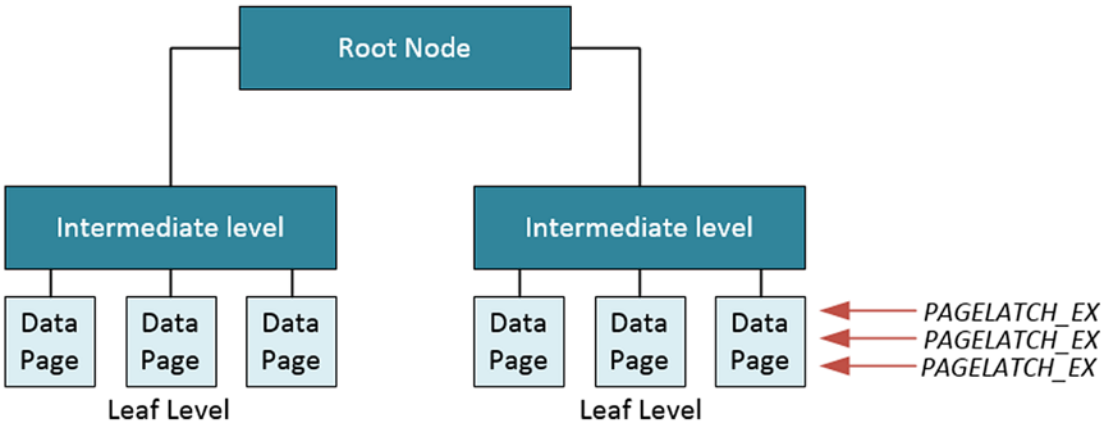 Root Node
Intermediate level
Intermediate level
Data
Page
Data
Page
Data
Page
Data
Page
Data
Page
Data
Page
PAGELATCH_EX
PAGELATCH_EX
PAGELATCH_EX
Leaf Level
Leaf Level